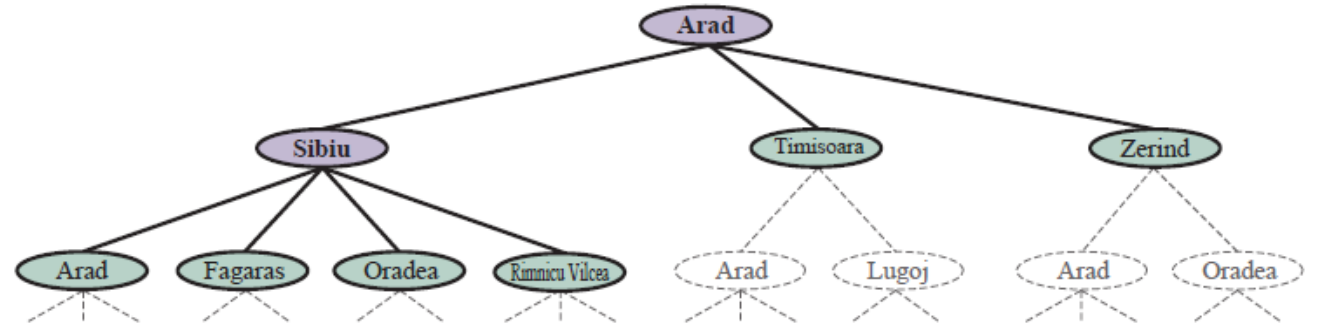 Arad
Sibiu Timisoara Zerind
Arad Fagaras Oradea Rimnicu Vilcea Arad Lugoj Arad Oradea